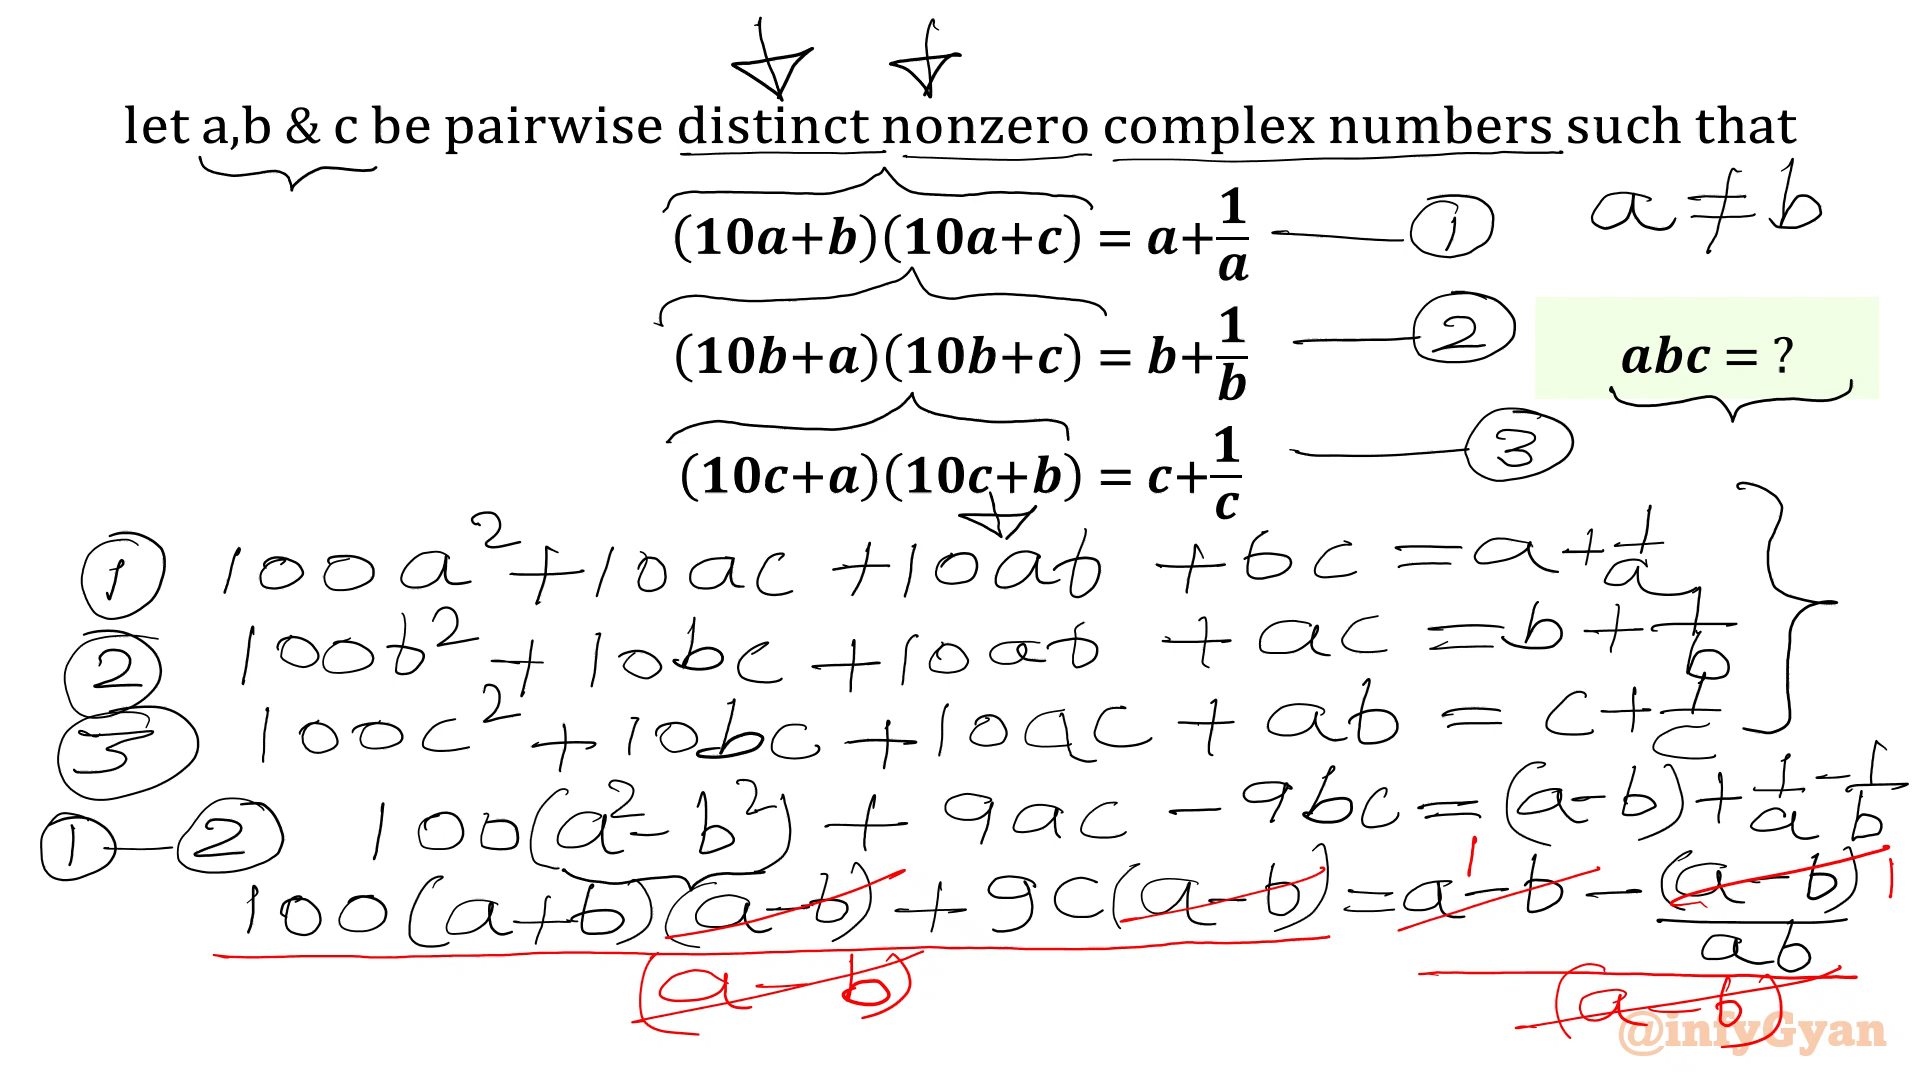 let a,b & c be pairwise distinct nonzero complex numbers such that
(10a+b)(10a+c) = a+1/a ① a≠b
(10b+a)(10b+c) = b+1/b ② abc = ?
(10c+a)(10c+b) = c+1/c ③
① 100a²+10ac+10ab+bc=a+1/a
② 100b²+10bc+10ab+ac=b+1/b
③ 100c²+10bc+10ac+ab=c+1/c
①-② 100(a²-b²)+9ac-9bc=(a-b)+1/a-1/b
100(a+b)(a-b)+9c(a-b)=a-b-(a-b)/ab 1 1
(a-b) (a-b)
@infyGyan